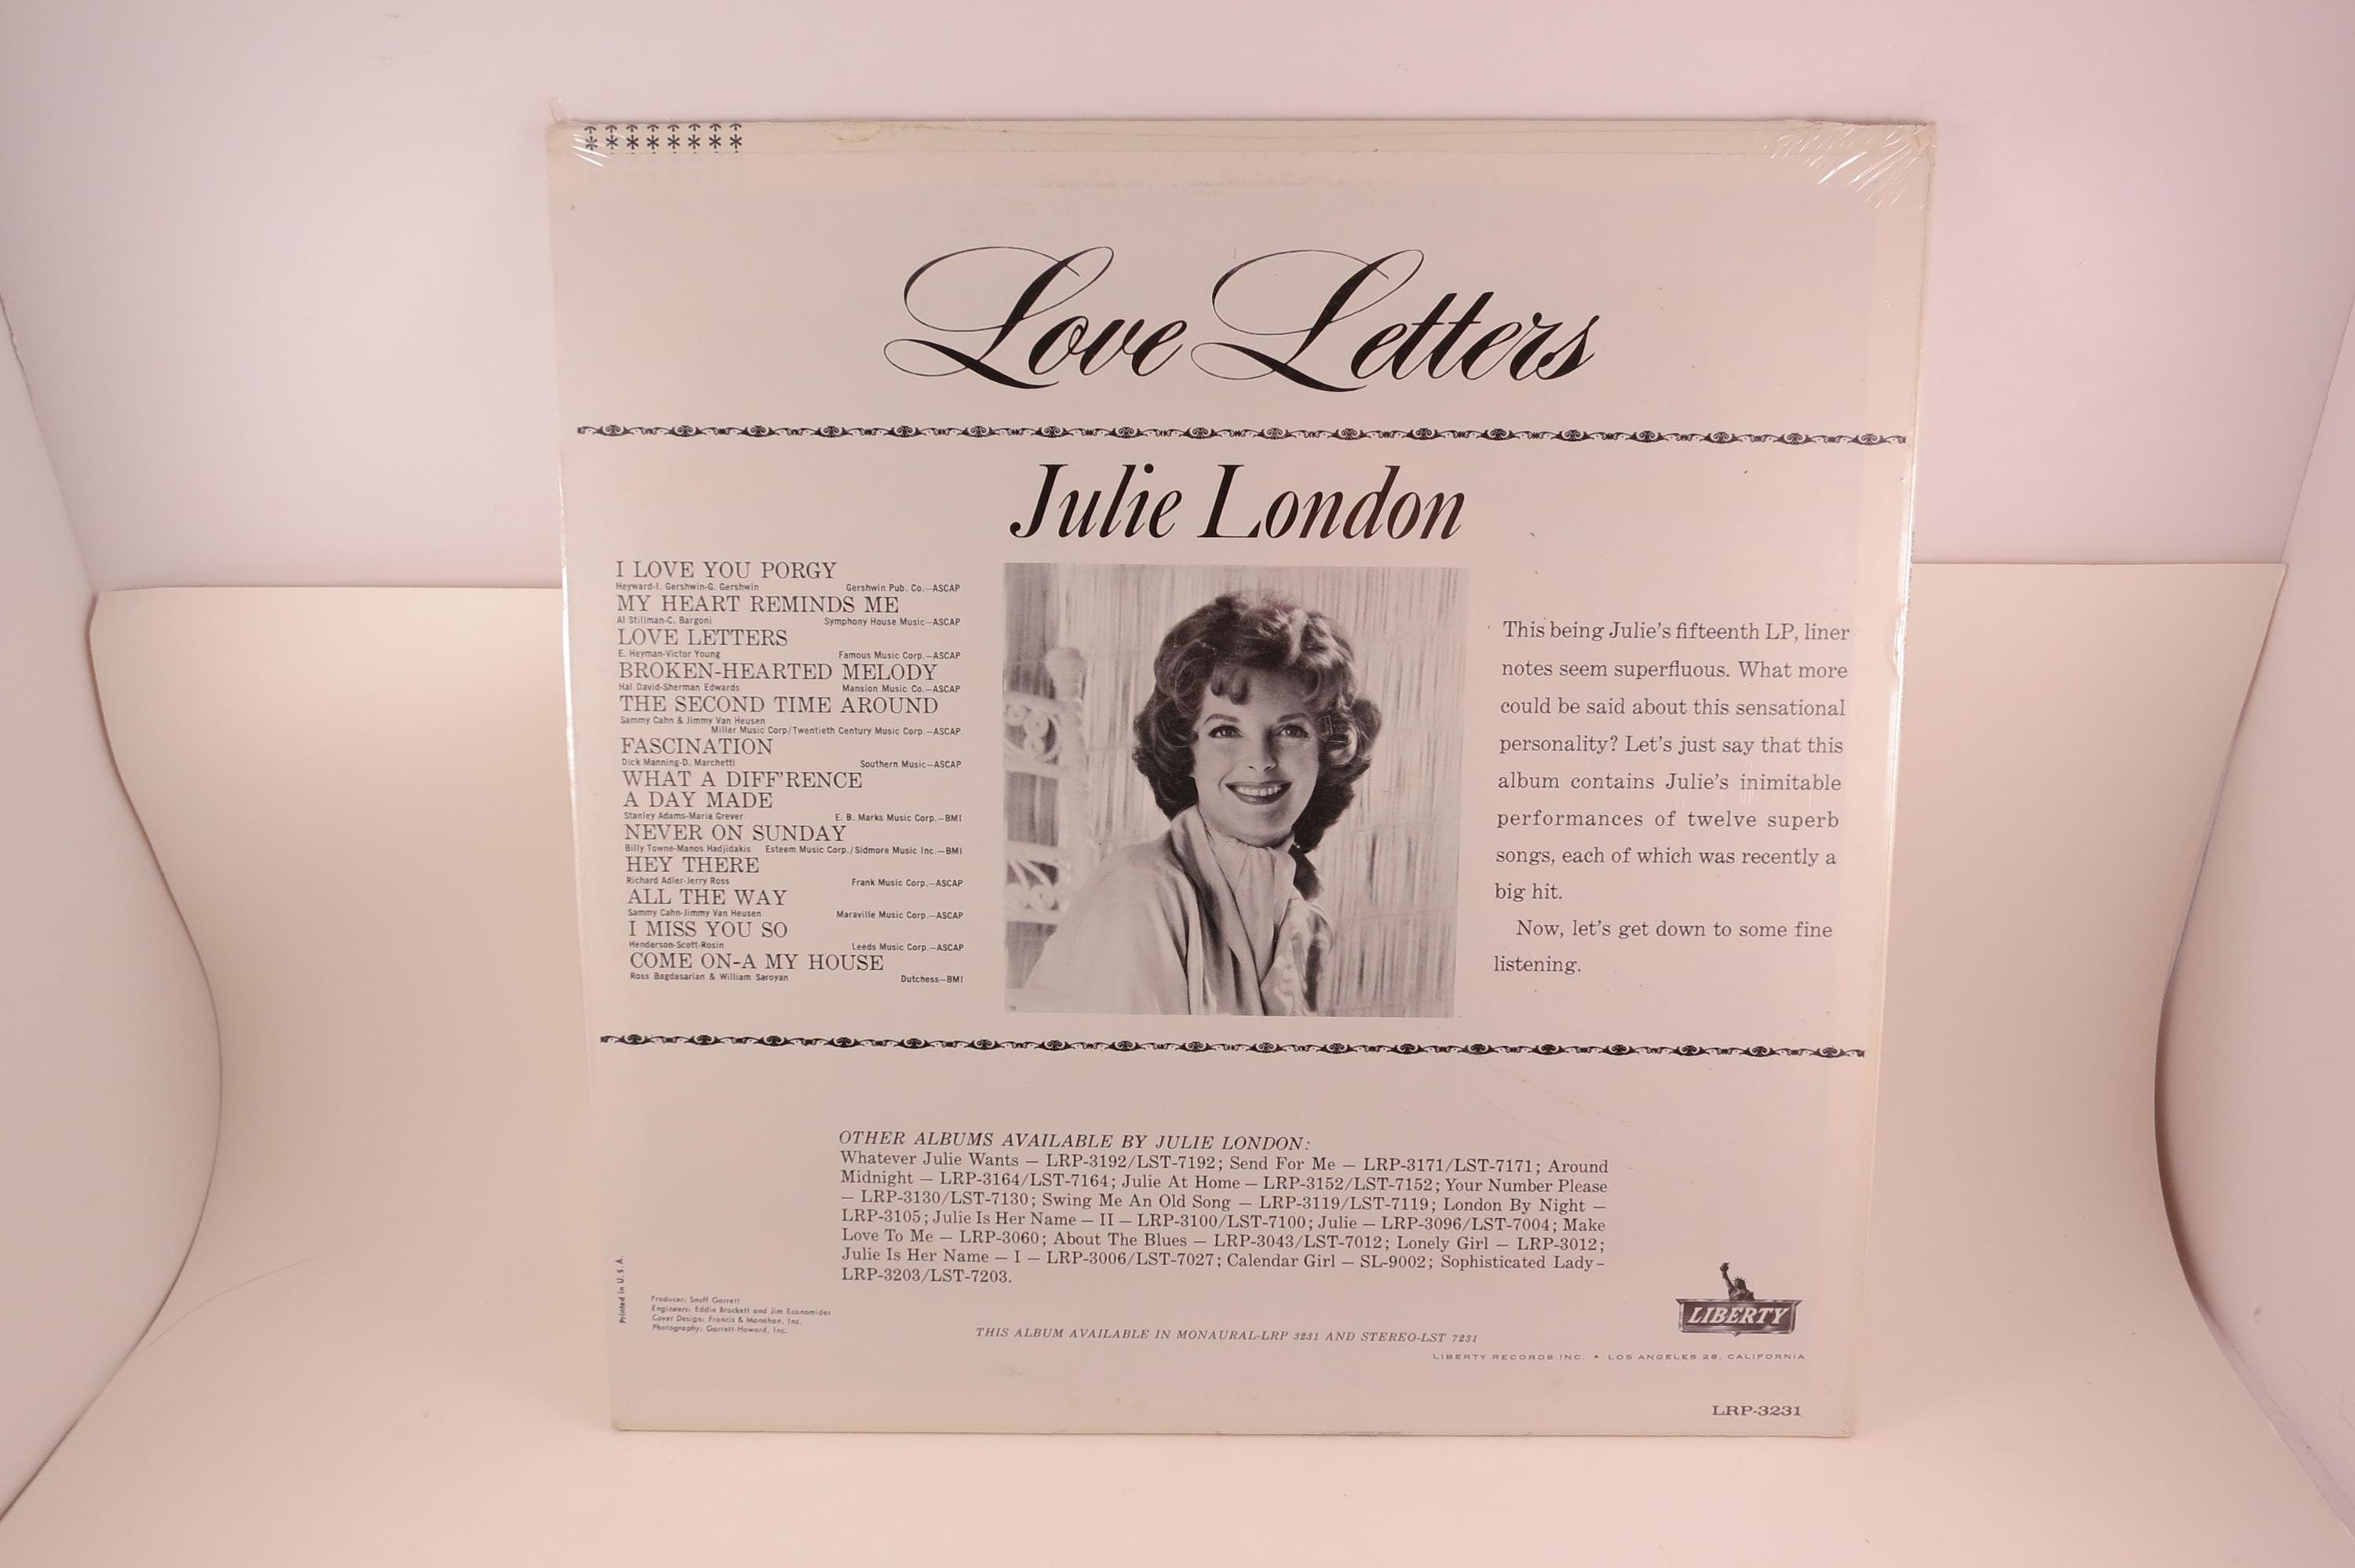 Love Letters
Julie London
I LOVE YOU PORGY
Heyward-I. Gershwin-G. Gershwin Gershwin Pub. Co.—ASCAP
MY HEART REMINDS ME
Al Stillman-C. Bargoni Symphony House Music—ASCAP
LOVE LETTERS
E. Heyman-Victor Young Famous Music Corp.—ASCAP
BROKEN-HEARTED MELODY
Hal David-Sherman Edwards Mansion Music Co.—ASCAP
THE SECOND TIME AROUND
Sammy Cahn & Jimmy Van Heusen
Miller Music Corp/Twentieth Century Music Corp.—ASCAP
FASCINATION
Dick Manning-D. Marchetti Southern Music—ASCAP
WHAT A DIFF'RENCE
A DAY MADE
Stanley Adams-Maria Grever E. B. Marks Music Corp.—BMI
NEVER ON SUNDAY
Billy Towne-Manos Hadjidakis Esteem Music Corp./Sidmore Music Inc.—BMI
HEY THERE
Richard Adler-Jerry Ross Frank Music Corp.—ASCAP
ALL THE WAY
Sammy Cahn-Jimmy Van Heusen Maraville Music Corp.—ASCAP
I MISS YOU SO
Henderson-Scott-Rosin Leeds Music Corp.—ASCAP
COME ON-A MY HOUSE
Ross Bagdasarian & William Saroyan Dutchess—BMI
This being Julie's fifteenth LP, liner
notes seem superfluous. What more
could be said about this sensational
personality? Let's just say that this
album contains Julie's inimitable
performances of twelve superb
songs, each of which was recently a
big hit.
Now, let's get down to some fine
listening.
OTHER ALBUMS AVAILABLE BY JULIE LONDON:
Whatever Julie Wants — LRP-3192/LST-7192; Send For Me — LRP-3171/LST-7171; Around
Midnight — LRP-3164/LST-7164; Julie At Home — LRP-3152/LST-7152; Your Number Please
— LRP-3130/LST-7130; Swing Me An Old Song — LRP-3119/LST-7119; London By Night —
LRP-3105; Julie Is Her Name — II — LRP-3100/LST-7100; Julie — LRP-3096/LST-7004; Make
Love To Me — LRP-3060; About The Blues — LRP-3043/LST-7012; Lonely Girl — LRP-3012;
Julie Is Her Name — I — LRP-3006/LST-7027; Calendar Girl — SL-9002; Sophisticated Lady-
LRP-3203/LST-7203.
Printed in U. S. A.
Producer: Snuff Garrett
Engineers: Eddie Brackett and Jim Economides
Cover Design: Francis & Monahan, Inc.
Photography: Garrett-Howard, Inc.
THIS ALBUM AVAILABLE IN MONAURAL-LRP 3231 AND STEREO-LST 7231
LIBERTY
LIBERTY RECORDS INC. • LOS ANGELES 28, CALIFORNIA
LRP-3231